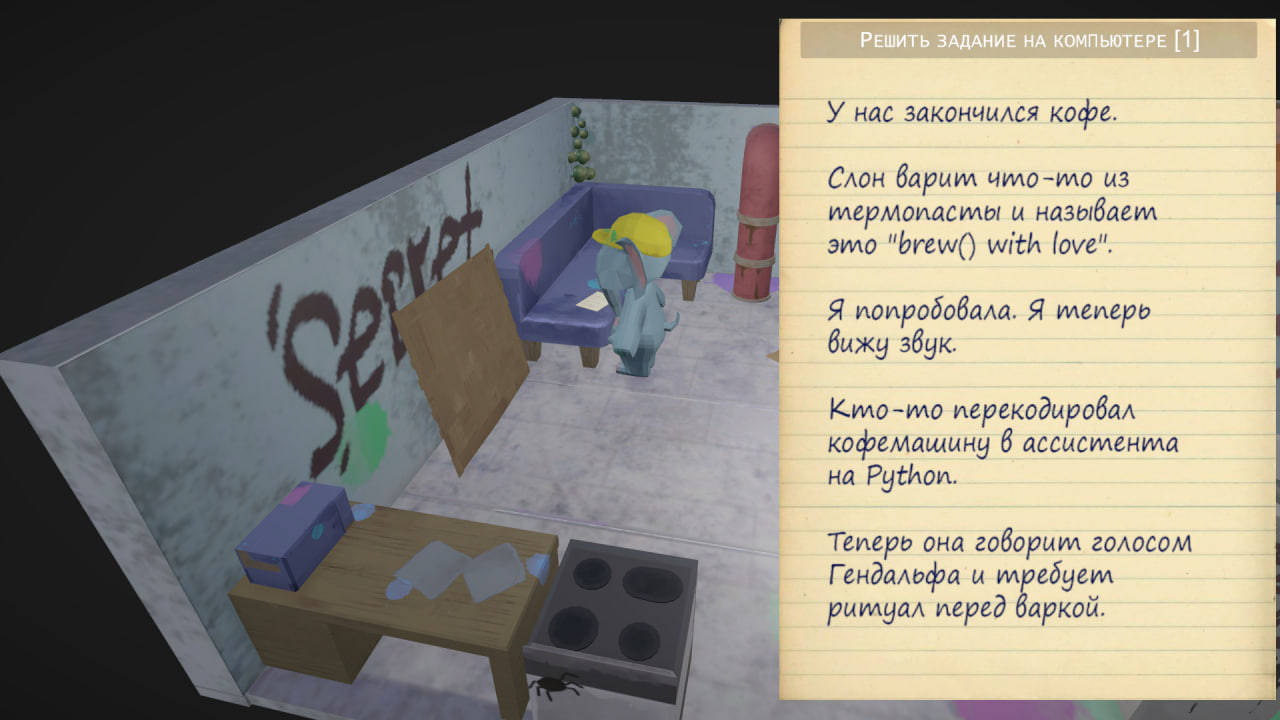 Решить задание на компьютере [1]
У нас закончился кофе.
Слон варит что-то из
термопасты и называет
это "brew() with love".
Я попробовала. Я теперь
вижу звук.
Кто-то перекодировал
кофемашину в ассистента
на Python.
Теперь она говорит голосом
Гендальфа и требует
ритуал перед варкой.
Secret